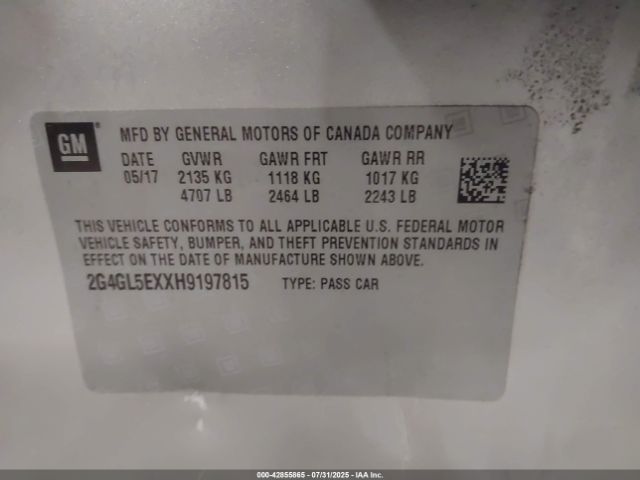 GM
MFD BY GENERAL MOTORS OF CANADA COMPANY
DATE GVWR GAWR FRT GAWR RR
05/17 2135 KG 1118 KG 1017 KG
4707 LB 2464 LB 2243 LB
THIS VEHICLE CONFORMS TO ALL APPLICABLE U.S. FEDERAL MOTOR
VEHICLE SAFETY, BUMPER, AND THEFT PREVENTION STANDARDS IN
EFFECT ON THE DATE OF MANUFACTURE SHOWN ABOVE.
2G4GL5EXXH9197815 TYPE: PASS CAR
000-42855865 - 07/31/2025 - IAA Inc.